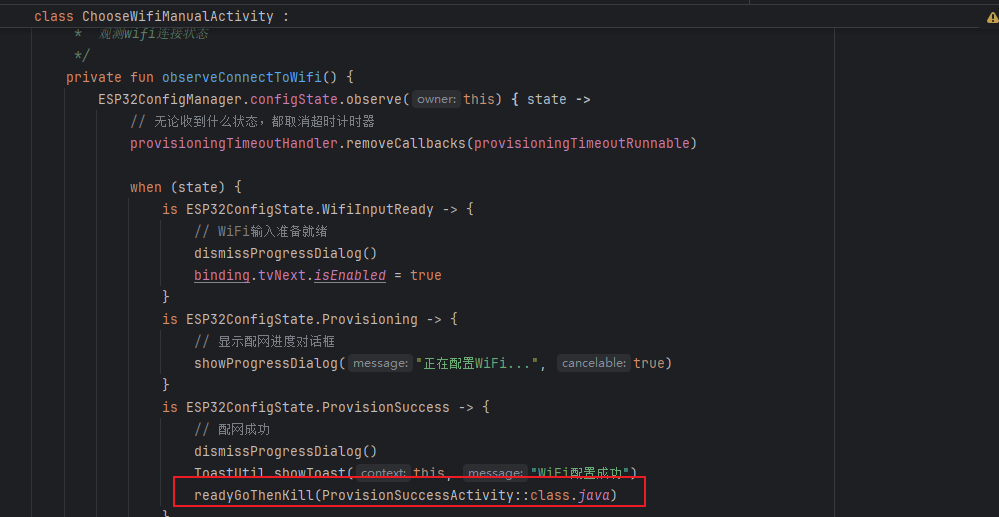 class ChooseWifiManualActivity :
* 观测wifi连接状态
*/
private fun observeConnectToWifi() {
ESP32ConfigManager.configState.observe( owner: this) { state ->
// 无论收到什么状态，都取消超时计时器
provisioningTimeoutHandler.removeCallbacks(provisioningTimeoutRunnable)
when (state) {
is ESP32ConfigState.WifiInputReady -> {
// WiFi输入准备就绪
dismissProgressDialog()
binding.tvNext.isEnabled = true
}
is ESP32ConfigState.Provisioning -> {
// 显示配网进度对话框
showProgressDialog( message: "正在配置WiFi...", cancelable: true)
}
is ESP32ConfigState.ProvisionSuccess -> {
// 配网成功
dismissProgressDialog()
ToastUtil.showToast( context: this, message: "WiFi配置成功")
readyGoThenKill(ProvisionSuccessActivity::class.java)
}